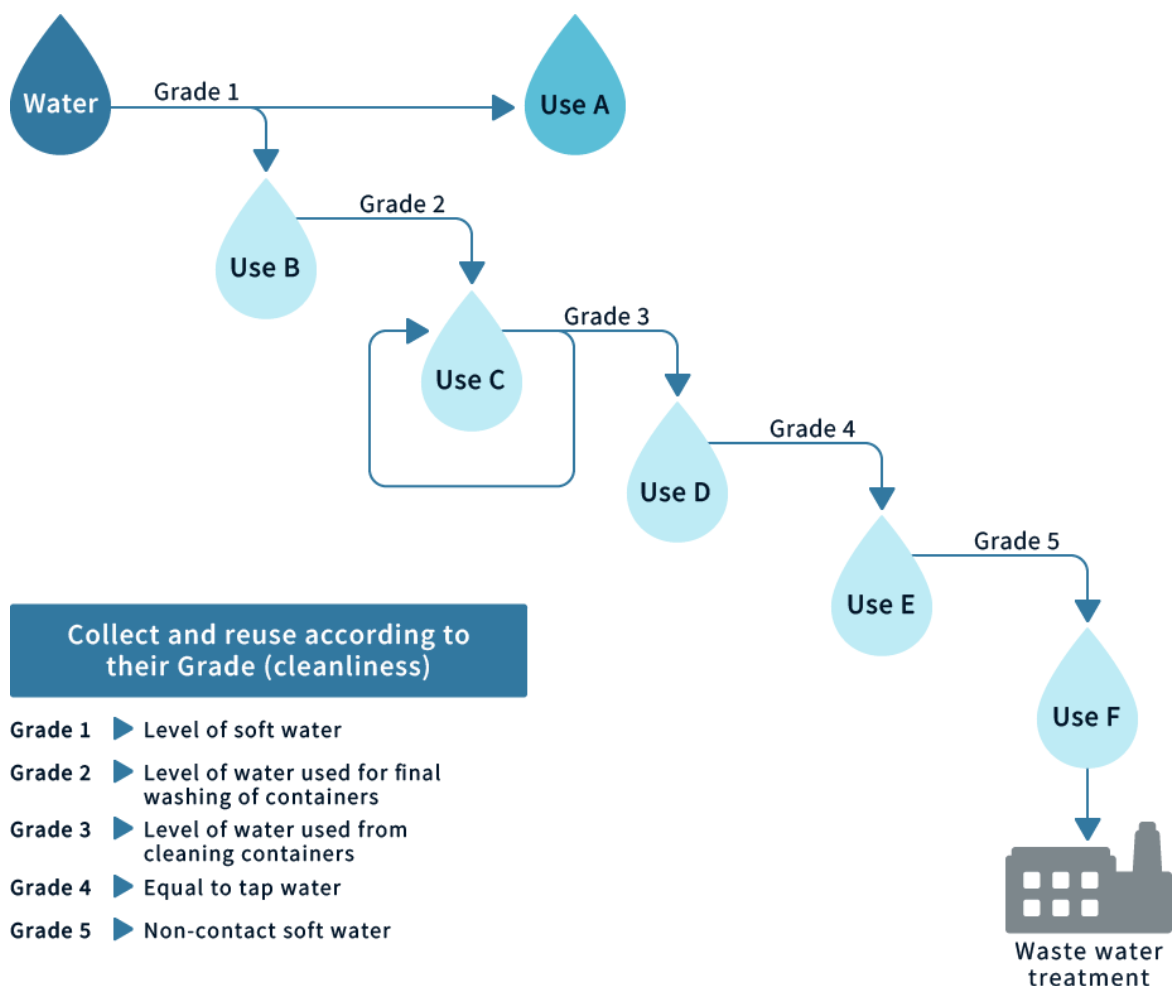 Water
Grade 1
Use A
Grade 2
Use B
Grade 3
Use C
Grade 4
Use D
Grade 5
Use E
Use F
Collect and reuse according to
their Grade (cleanliness)
Grade 1 Level of soft water
Grade 2 Level of water used for final
washing of containers
Grade 3 Level of water used from
cleaning containers
Grade 4 Equal to tap water
Grade 5 Non-contact soft water
Waste water
treatment